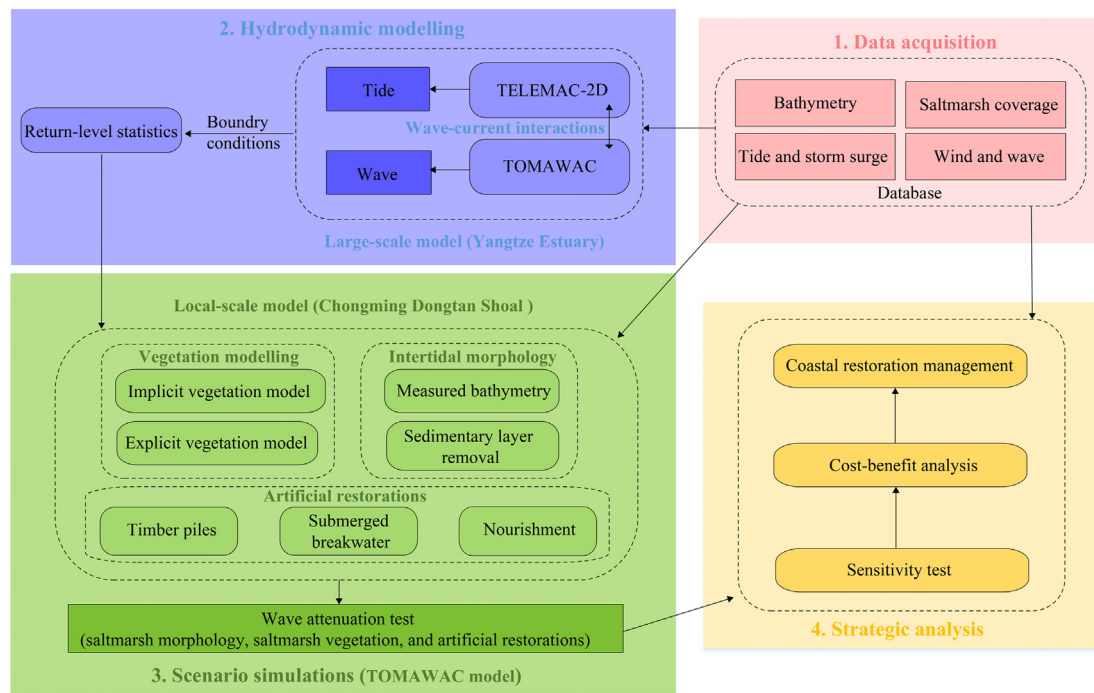 2. Hydrodynamic modelling
Tide
TELEMAC-2D
Wave-current interactions
Wave
TOMAWAC
Return-level statistics
Boundry
conditions
Large-scale model (Yangtze Estuary)
1. Data acquisition
Bathymetry
Saltmarsh coverage
Tide and storm surge
Wind and wave
Database
Local-scale model (Chongming Dongtan Shoal )
Vegetation modelling
Implicit vegetation model
Explicit vegetation model
Intertidal morphology
Measured bathymetry
Sedimentary layer
removal
Artificial restorations
Timber piles
Submerged
breakwater
Nourishment
Wave attenuation test
(saltmarsh morphology, saltmarsh vegetation, and artificial restorations)
3. Scenario simulations (TOMAWAC model)
Coastal restoration management
Cost-benefit analysis
Sensitivity test
4. Strategic analysis